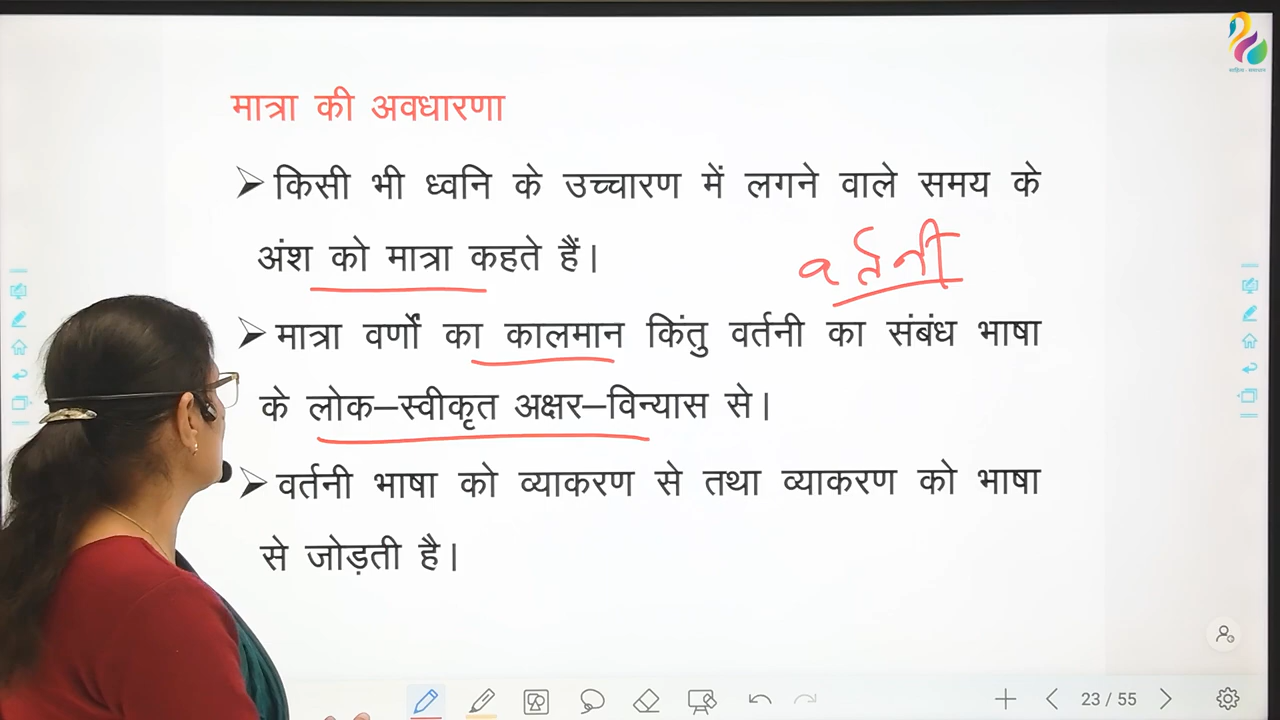 मात्रा की अवधारणा
➢ किसी भी ध्वनि के उच्चारण में लगने वाले समय के
अंश को मात्रा कहते हैं।
वर्तनी
➢ मात्रा वर्णों का कालमान किंतु वर्तनी का संबंध भाषा
के लोक–स्वीकृत अक्षर–विन्यास से।
➢ वर्तनी भाषा को व्याकरण से तथा व्याकरण को भाषा
से जोड़ती है।
23 / 55